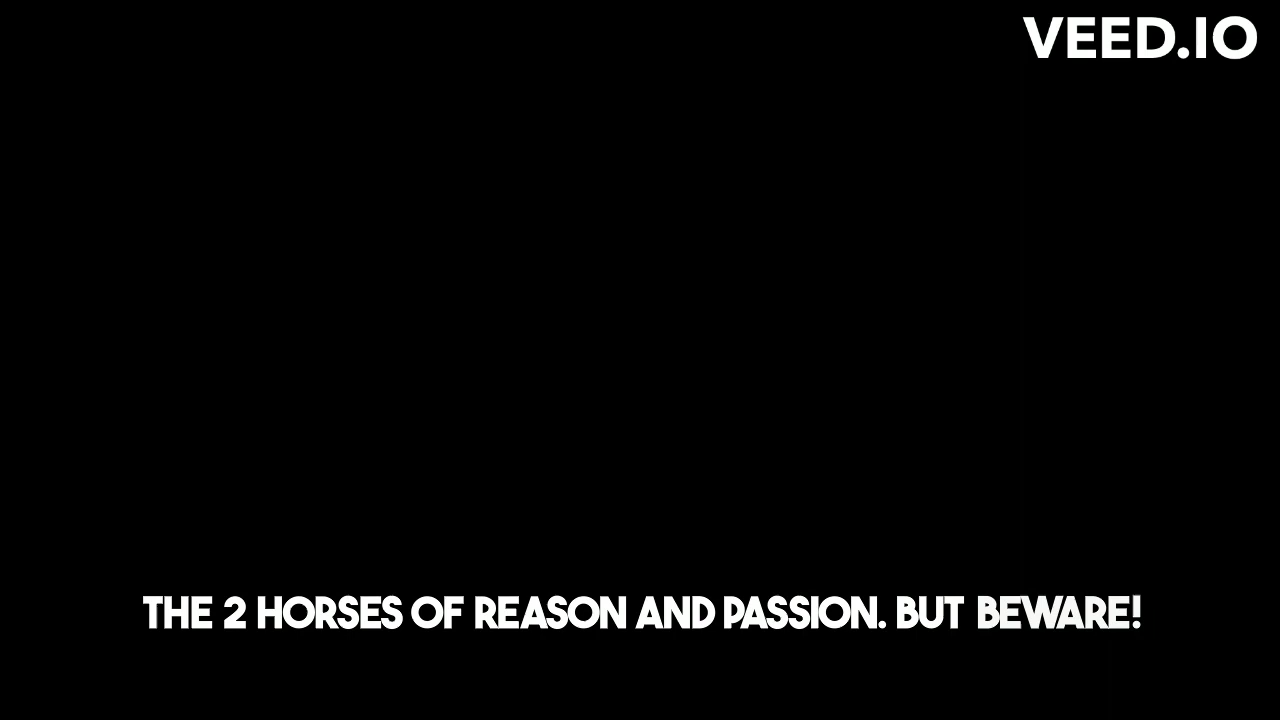 VEED.IO
THE 2 HORSES OF REASON AND PASSION. BUT BEWARE!